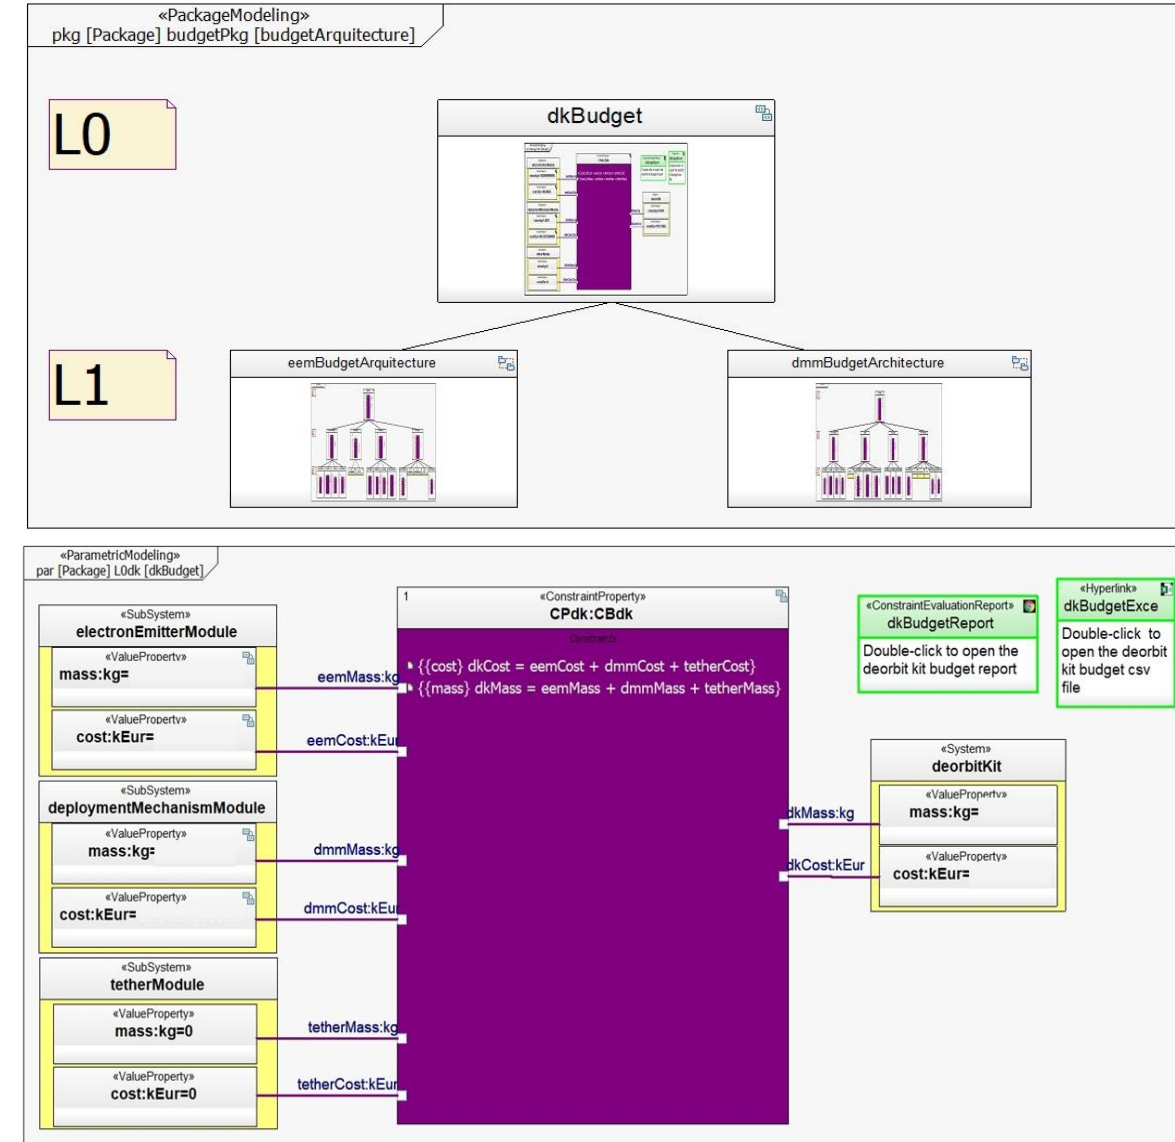 «PackageModeling»
pkg [Package] budgetPkg [budgetArquitecture]
L0
dkBudget
L1
eemBudgetArquitecture
dmmBudgetArchitecture
«ParametricModeling»
par [Package] L0dk [dkBudget]
«SubSystem»
electronEmitterModule
«ValueProperty»
mass:kg=
«ValueProperty»
cost:kEur=
«SubSystem»
deploymentMechanismModule
«ValueProperty»
mass:kg=
«ValueProperty»
cost:kEur=
«SubSystem»
tetherModule
«ValueProperty»
mass:kg=0
«ValueProperty»
cost:kEur=0
eemMass:kg
eemCost:kEur
dmmMass:kg
dmmCost:kEur
tetherMass:kg
tetherCost:kEur
1
«ConstraintProperty»
CPdk:CBdk
Constraints
{{cost} dkCost = eemCost + dmmCost + tetherCost}
{{mass} dkMass = eemMass + dmmMass + tetherMass}
dkMass:kg
dkCost:kEur
«ConstraintEvaluationReport»
dkBudgetReport
Double-click to open the
deorbit kit budget report
«Hyperlink»
dkBudgetExce
Double-click to
open the deorbit
kit budget csv
file
«System»
deorbitKit
«ValueProperty»
mass:kg=
«ValueProperty»
cost:kEur=